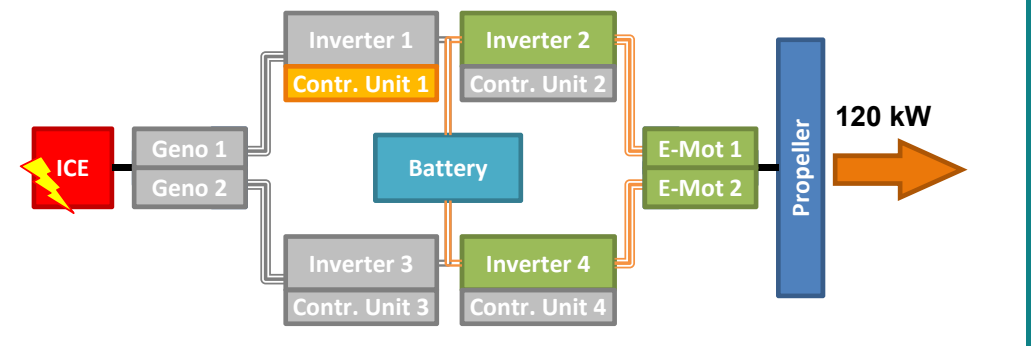 Inverter 1
Inverter 2
Contr. Unit 1
Contr. Unit 2
120 kW
ICE
Geno 1
Geno 2
Battery
E-Mot 1
E-Mot 2
Propeller
Inverter 3
Inverter 4
Contr. Unit 3
Contr. Unit 4